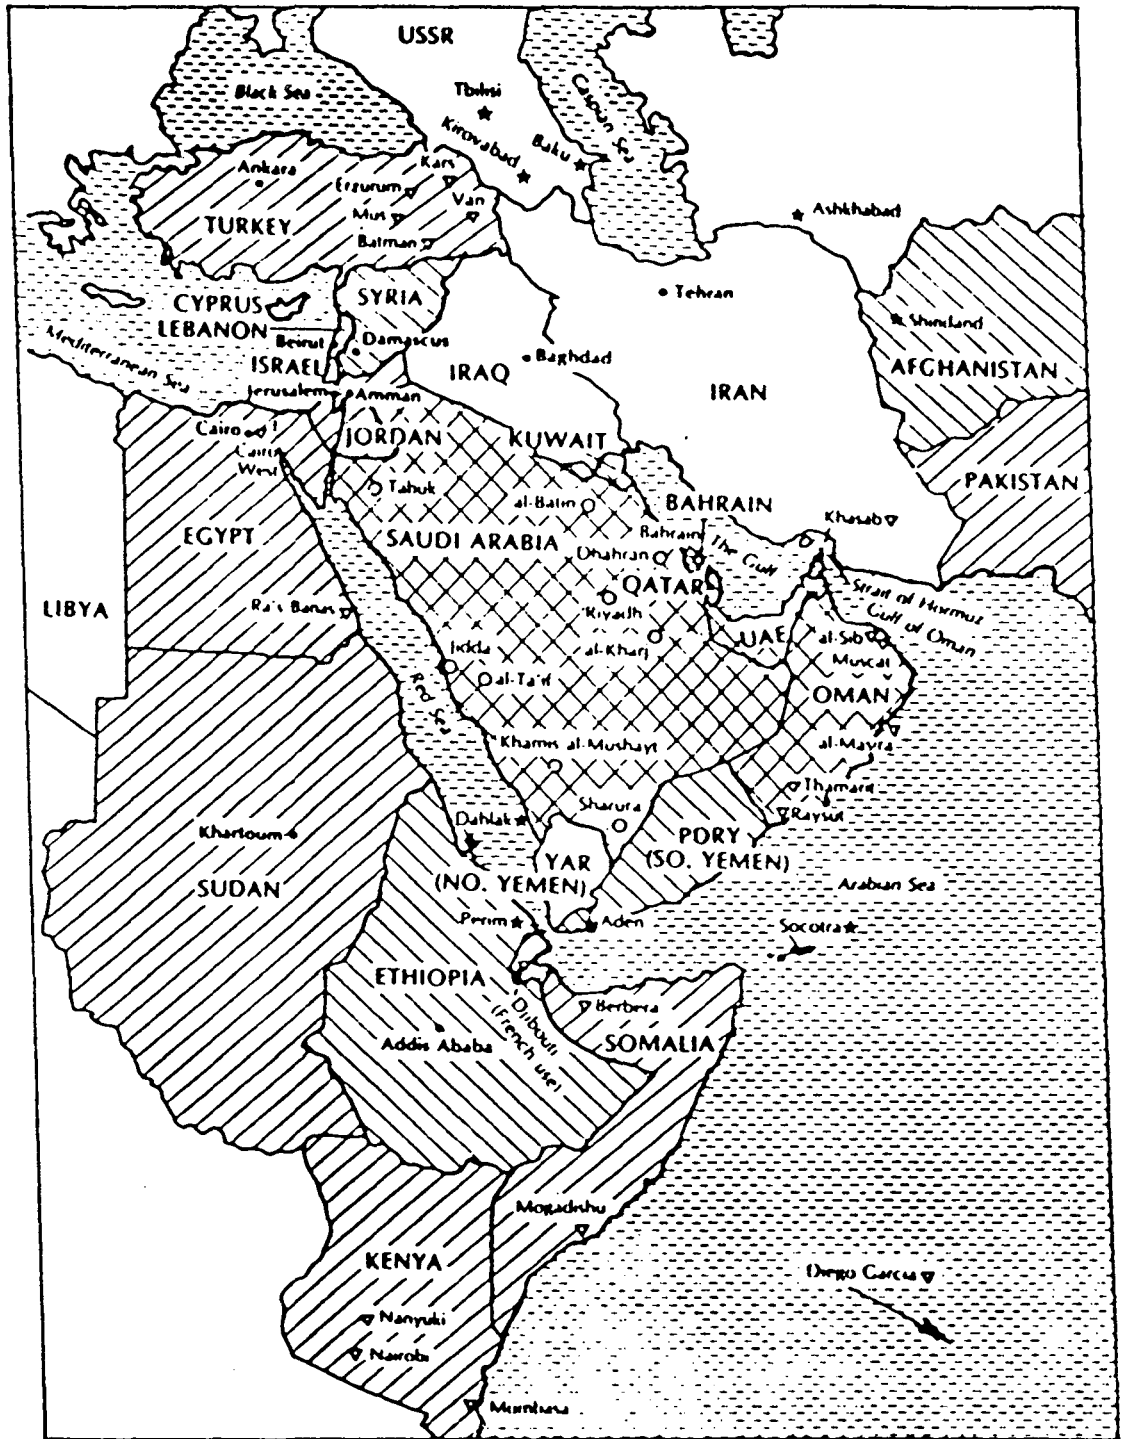 USSR
Black Sea
Tbilisi
Kirovabad
Baku
Caspian Sea
Ankara
Kars
Erzurum
Van
Mus
TURKEY
Batman
Ashkhabad
Tehran
CYPRUS
SYRIA
LEBANON
Beirut
Damascus
Shindand
Mediterranean Sea
ISRAEL
IRAQ
Baghdad
IRAN
AFGHANISTAN
Jerusalem
Amman
Cairo
JORDAN
KUWAIT
Cairo
West
Tabuk
al-Batin
BAHRAIN
PAKISTAN
Khasab
EGYPT
SAUDI ARABIA
Bahrain
Dhahran
The Gulf
QATAR
LIBYA
Ra's Banas
Riyadh
Strait of Hormuz
Gulf of Oman
UAE
al-Sib
Jidda
al-Kharj
Muscat
al-Ta'if
Red Sea
OMAN
Khamis al-Mushayt
al-Mayra
Thamarit
Sharura
Raysut
Khartoum
Dahlak
PORY
(SO. YEMEN)
YAR
(NO. YEMEN)
SUDAN
Arabian Sea
Perim
Aden
Socotra
ETHIOPIA
Berbera
Djibouti
(French use)
SOMALIA
Addis Ababa
Mogadishu
KENYA
Diego Garcia
Nanyuki
Nairobi
Mombasa